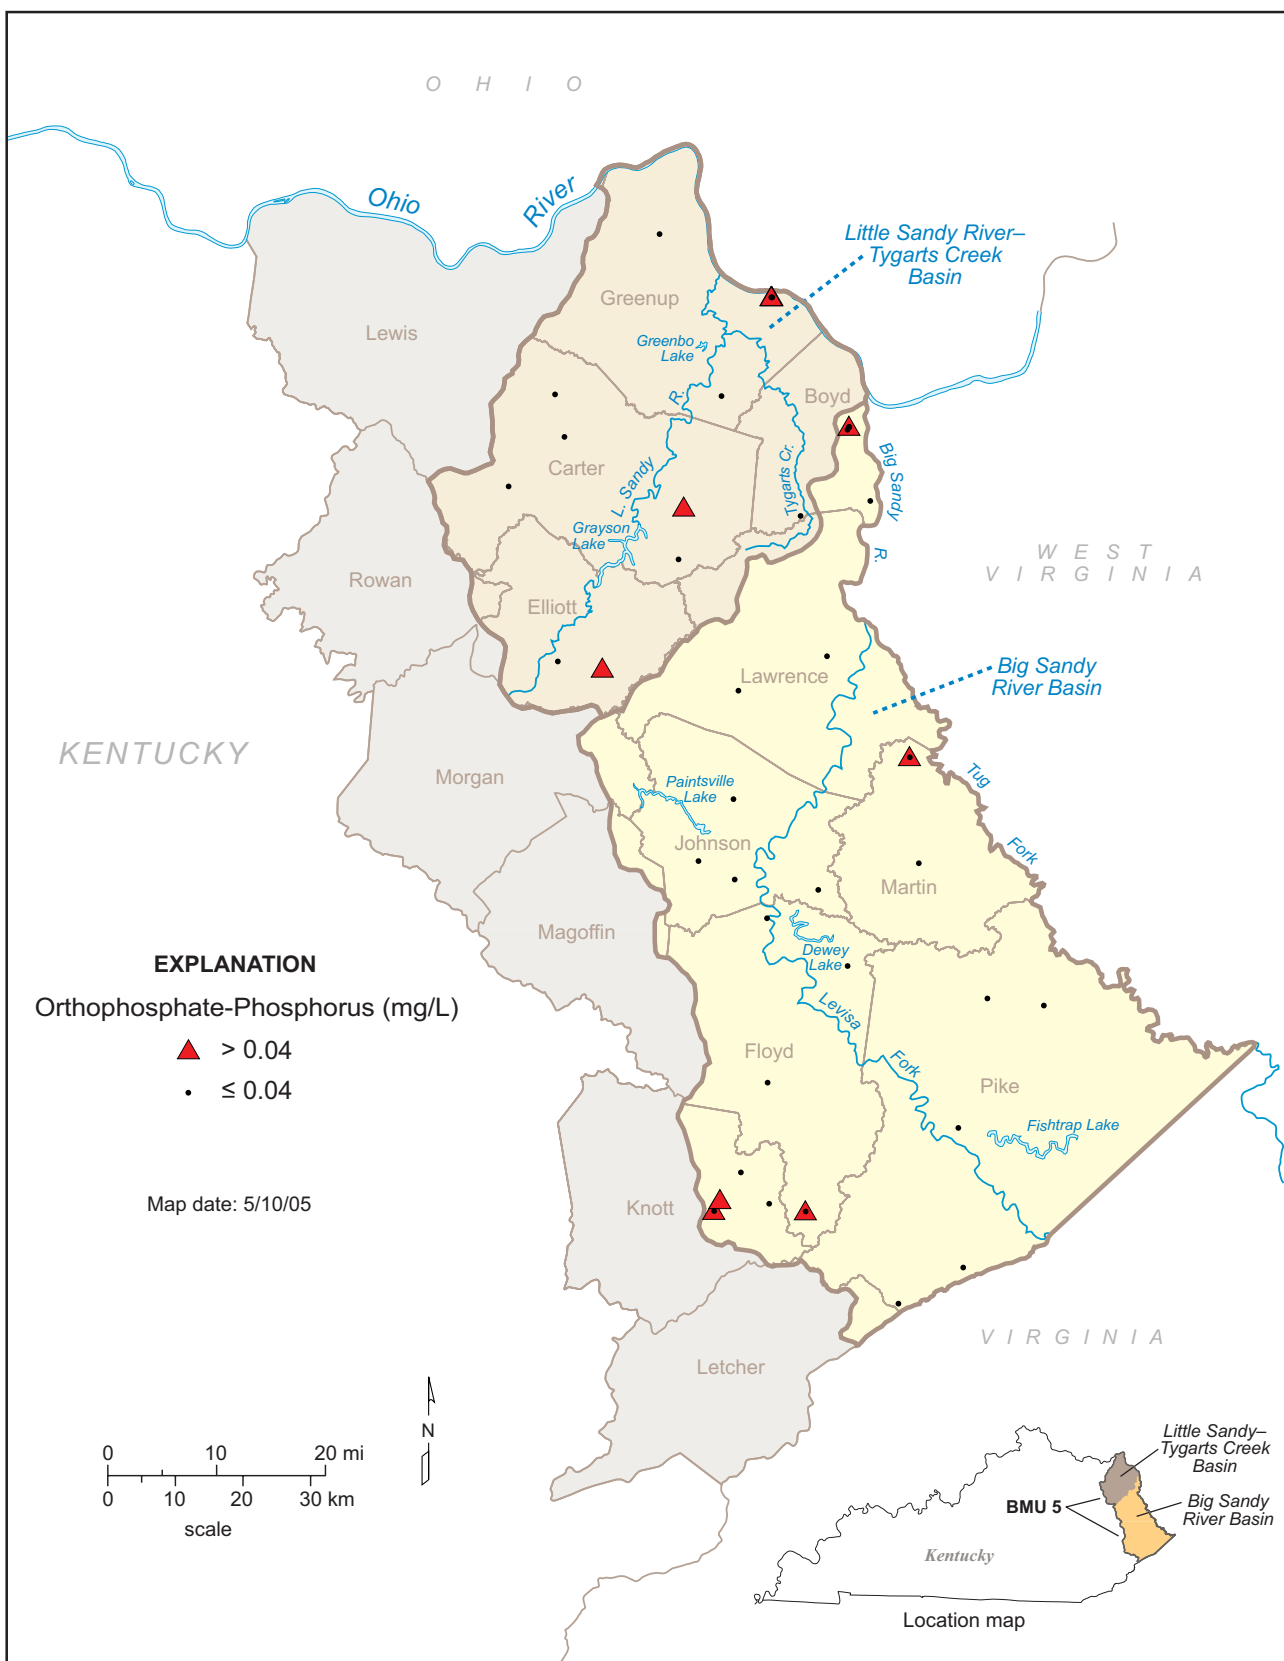 O H I O
Ohio
River
Little Sandy River–
Tygarts Creek
Basin
Greenup
Lewis
Greenbo
Lake
R.
Boyd
Big Sandy
R.
Carter
L. Sandy
Tygarts Cr.
Grayson
Lake
WEST
VIRGINIA
Rowan
Elliott
Lawrence
Big Sandy
River Basin
KENTUCKY
Morgan
Paintsville
Lake
Tug
Fork
Johnson
Martin
Magoffin
Dewey
Lake
Levisa
Fork
EXPLANATION
Orthophosphate-Phosphorus (mg/L)
> 0.04
≤ 0.04
Floyd
Pike
Fishtrap Lake
Map date: 5/10/05
Knott
VIRGINIA
Letcher
N
0 10 20 mi
0 10 20 30 km
scale
Little Sandy–
Tygarts Creek
Basin
BMU 5
Big Sandy
River Basin
Kentucky
Location map